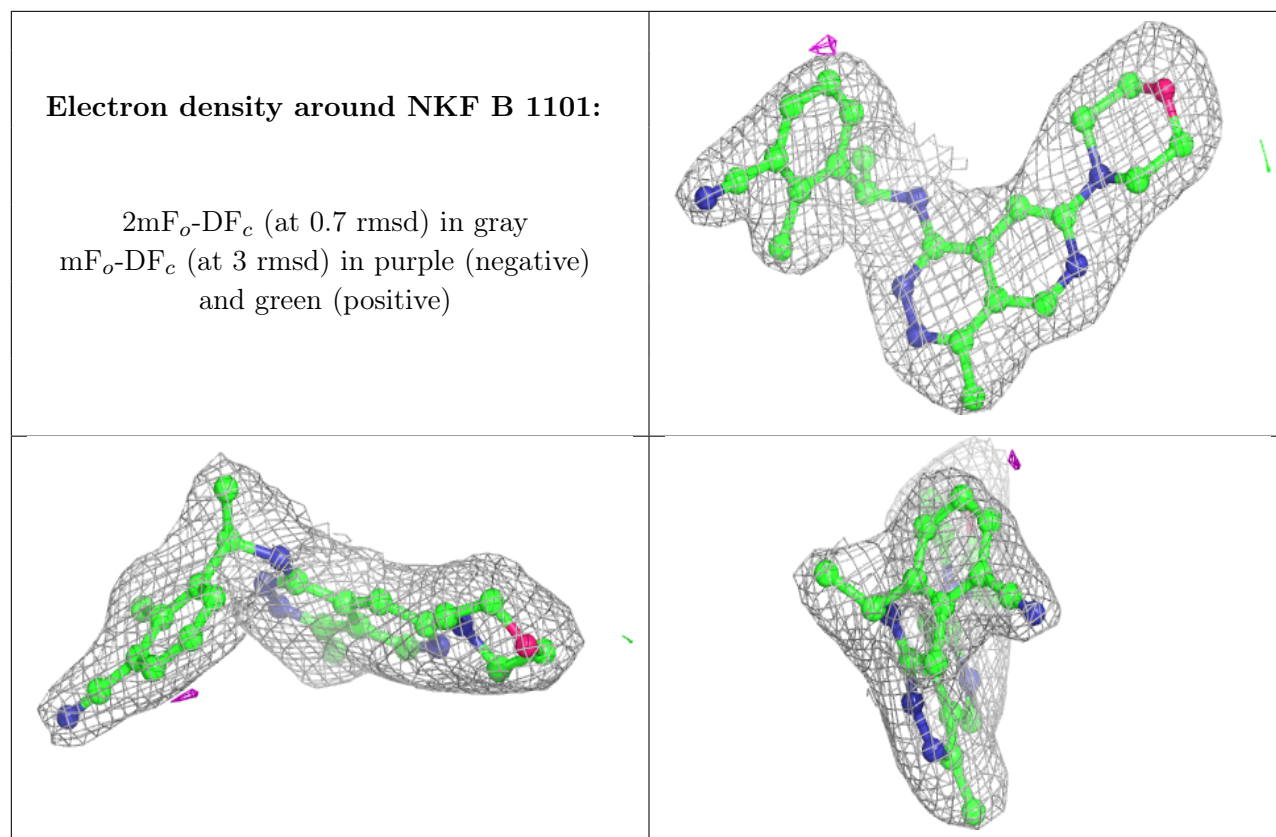 Electron density around NKF B 1101:
2mFₒ-DF𝒸 (at 0.7 rmsd) in gray
mFₒ-DF𝒸 (at 3 rmsd) in purple (negative)
and green (positive)